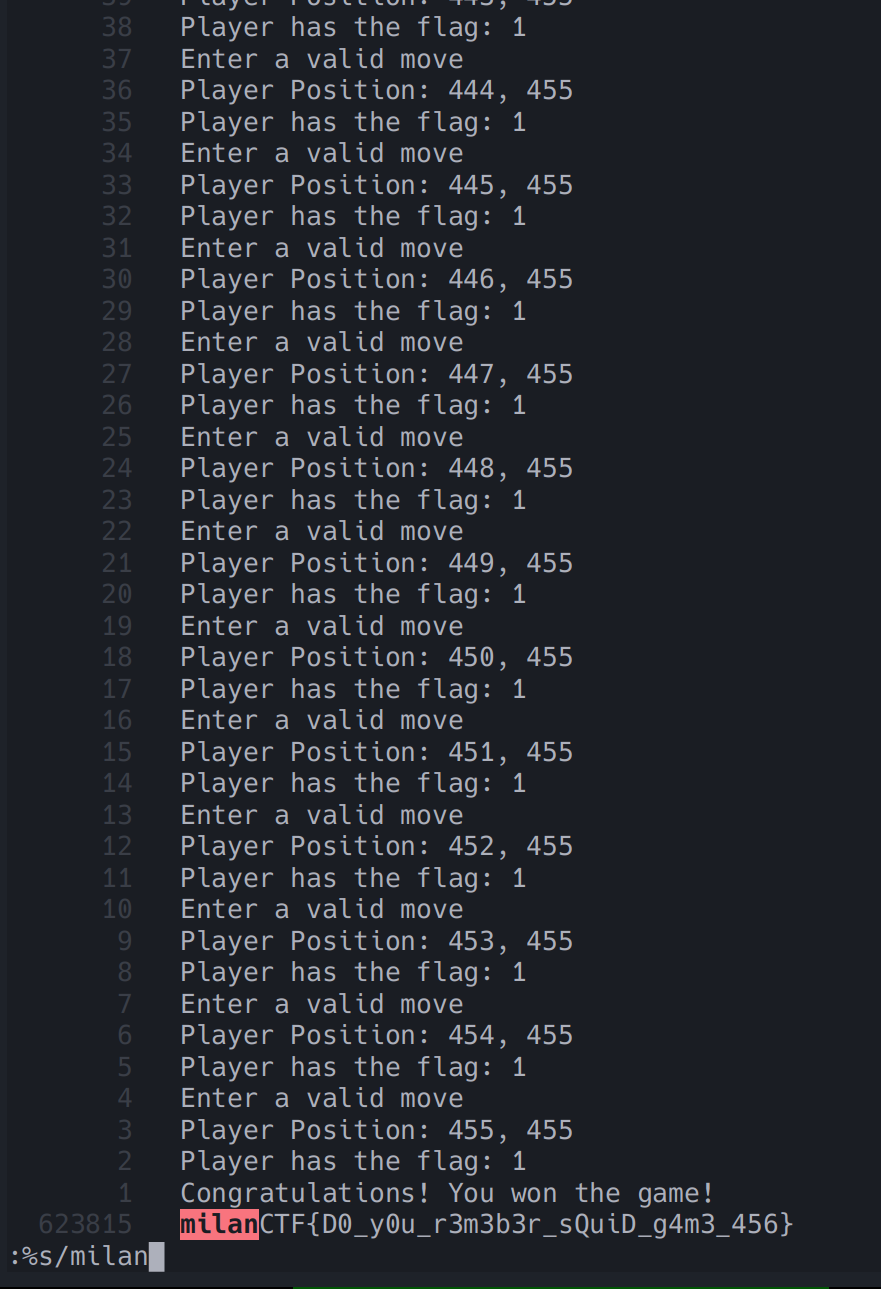 39 Player Position: 443, 455
38 Player has the flag: 1
37 Enter a valid move
36 Player Position: 444, 455
35 Player has the flag: 1
34 Enter a valid move
33 Player Position: 445, 455
32 Player has the flag: 1
31 Enter a valid move
30 Player Position: 446, 455
29 Player has the flag: 1
28 Enter a valid move
27 Player Position: 447, 455
26 Player has the flag: 1
25 Enter a valid move
24 Player Position: 448, 455
23 Player has the flag: 1
22 Enter a valid move
21 Player Position: 449, 455
20 Player has the flag: 1
19 Enter a valid move
18 Player Position: 450, 455
17 Player has the flag: 1
16 Enter a valid move
15 Player Position: 451, 455
14 Player has the flag: 1
13 Enter a valid move
12 Player Position: 452, 455
11 Player has the flag: 1
10 Enter a valid move
9 Player Position: 453, 455
8 Player has the flag: 1
7 Enter a valid move
6 Player Position: 454, 455
5 Player has the flag: 1
4 Enter a valid move
3 Player Position: 455, 455
2 Player has the flag: 1
1 Congratulations! You won the game!
623815 milanCTF{D0_y0u_r3m3b3r_sQuiD_g4m3_456}
:%s/milan